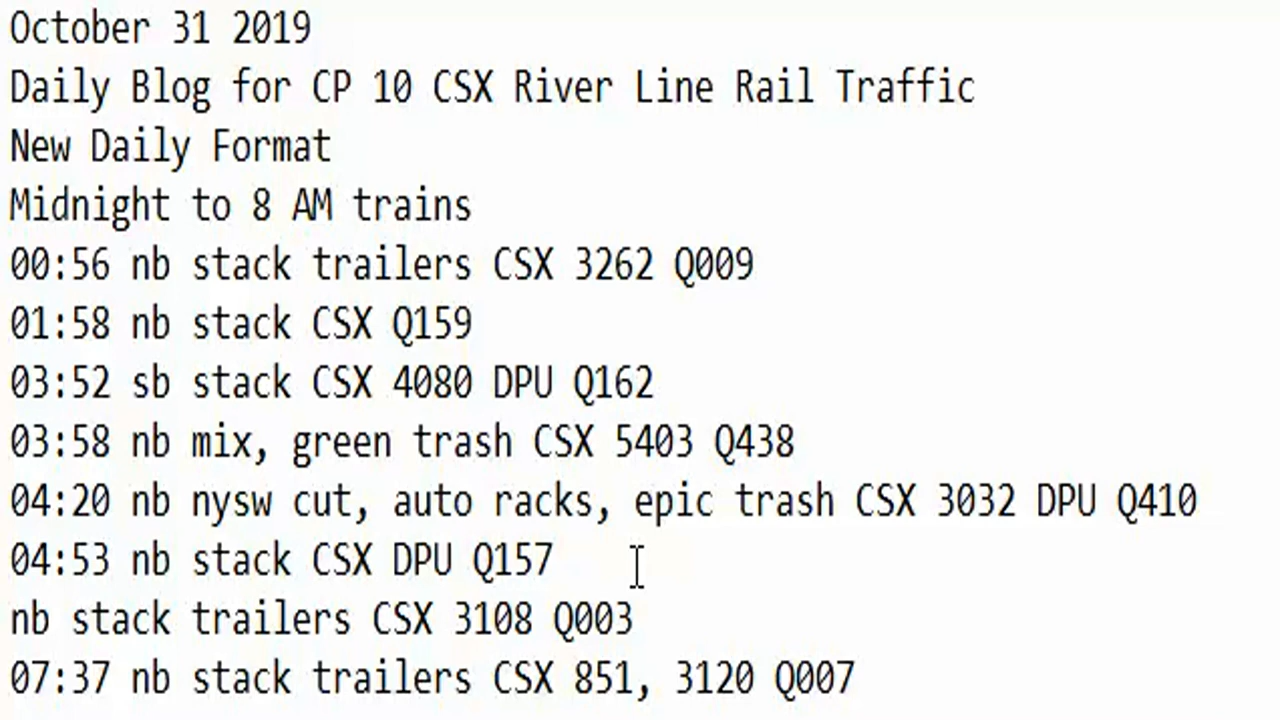 October 31 2019
Daily Blog for CP 10 CSX River Line Rail Traffic
New Daily Format
Midnight to 8 AM trains
00:56 nb stack trailers CSX 3262 Q009
01:58 nb stack CSX Q159
03:52 sb stack CSX 4080 DPU Q162
03:58 nb mix, green trash CSX 5403 Q438
04:20 nb nysw cut, auto racks, epic trash CSX 3032 DPU Q410
04:53 nb stack CSX DPU Q157
nb stack trailers CSX 3108 Q003
07:37 nb stack trailers CSX 851, 3120 Q007